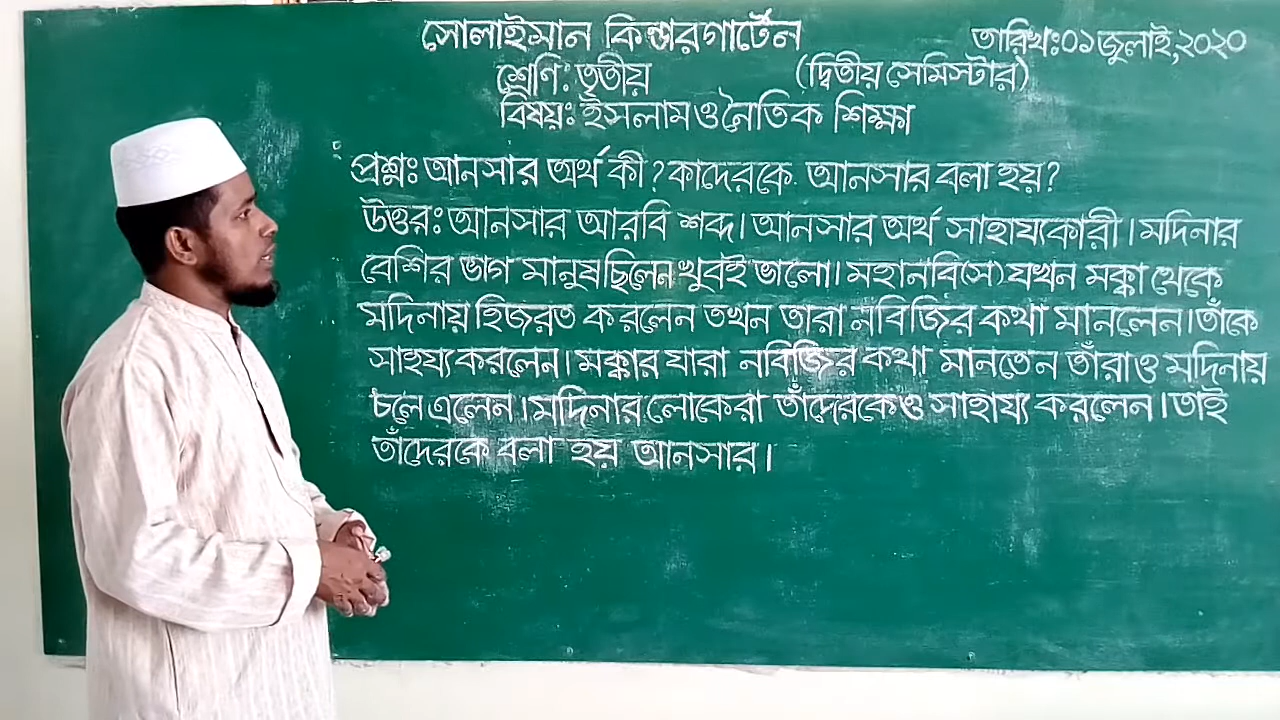 সোলাইমান কিন্ডারগার্টেন
তারিখঃ০১জুলাই,২০২০
শ্রেণি: তৃতীয় (দ্বিতীয় সেমিস্টার)
বিষয়ঃ ইসলাম ও নৈতিক শিক্ষা
প্রশ্নঃ আনসার অর্থ কী? কাদেরকে আনসার বলা হয়?
উত্তরঃ আনসার আরবি শব্দ। আনসার অর্থ সাহায্যকারী। মদিনার
বেশির ভাগ মানুষ ছিলেন খুবই ভালো। মহানবি(স) যখন মক্কা থেকে
মদিনায় হিজরত করলেন তখন তারা নবিজির কথা মানলেন। তাঁকে
সাহয্য করলেন। মক্কার যারা নবিজির কথা মানতেন তাঁরাও মদিনায়
চলে এলেন। মদিনার লোকেরা তাঁদেরকেও সাহায্য করলেন। তাই
তাঁদেরকে বলা হয় আনসার।